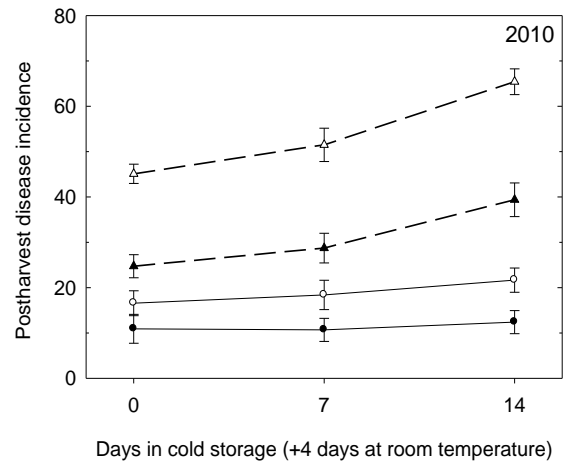 80
2010
60
40
20
0
Postharvest disease incidence
0 7 14
Days in cold storage (+4 days at room temperature)